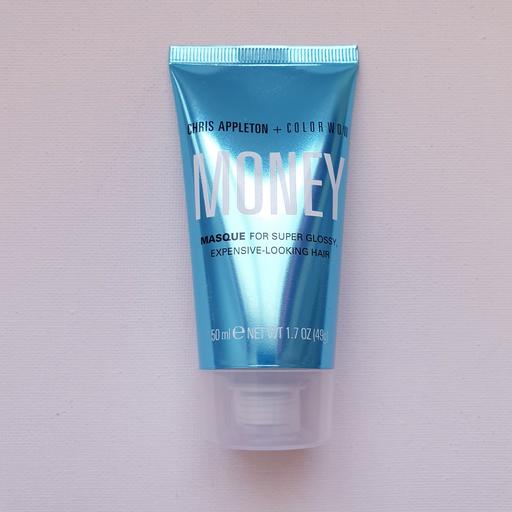 CHRIS APPLETON + COLOR WOW
MONEY
MASQUE FOR SUPER GLOSSY,
EXPENSIVE-LOOKING HAIR
50 ml ℮ NET WT 1.7 OZ (49g)